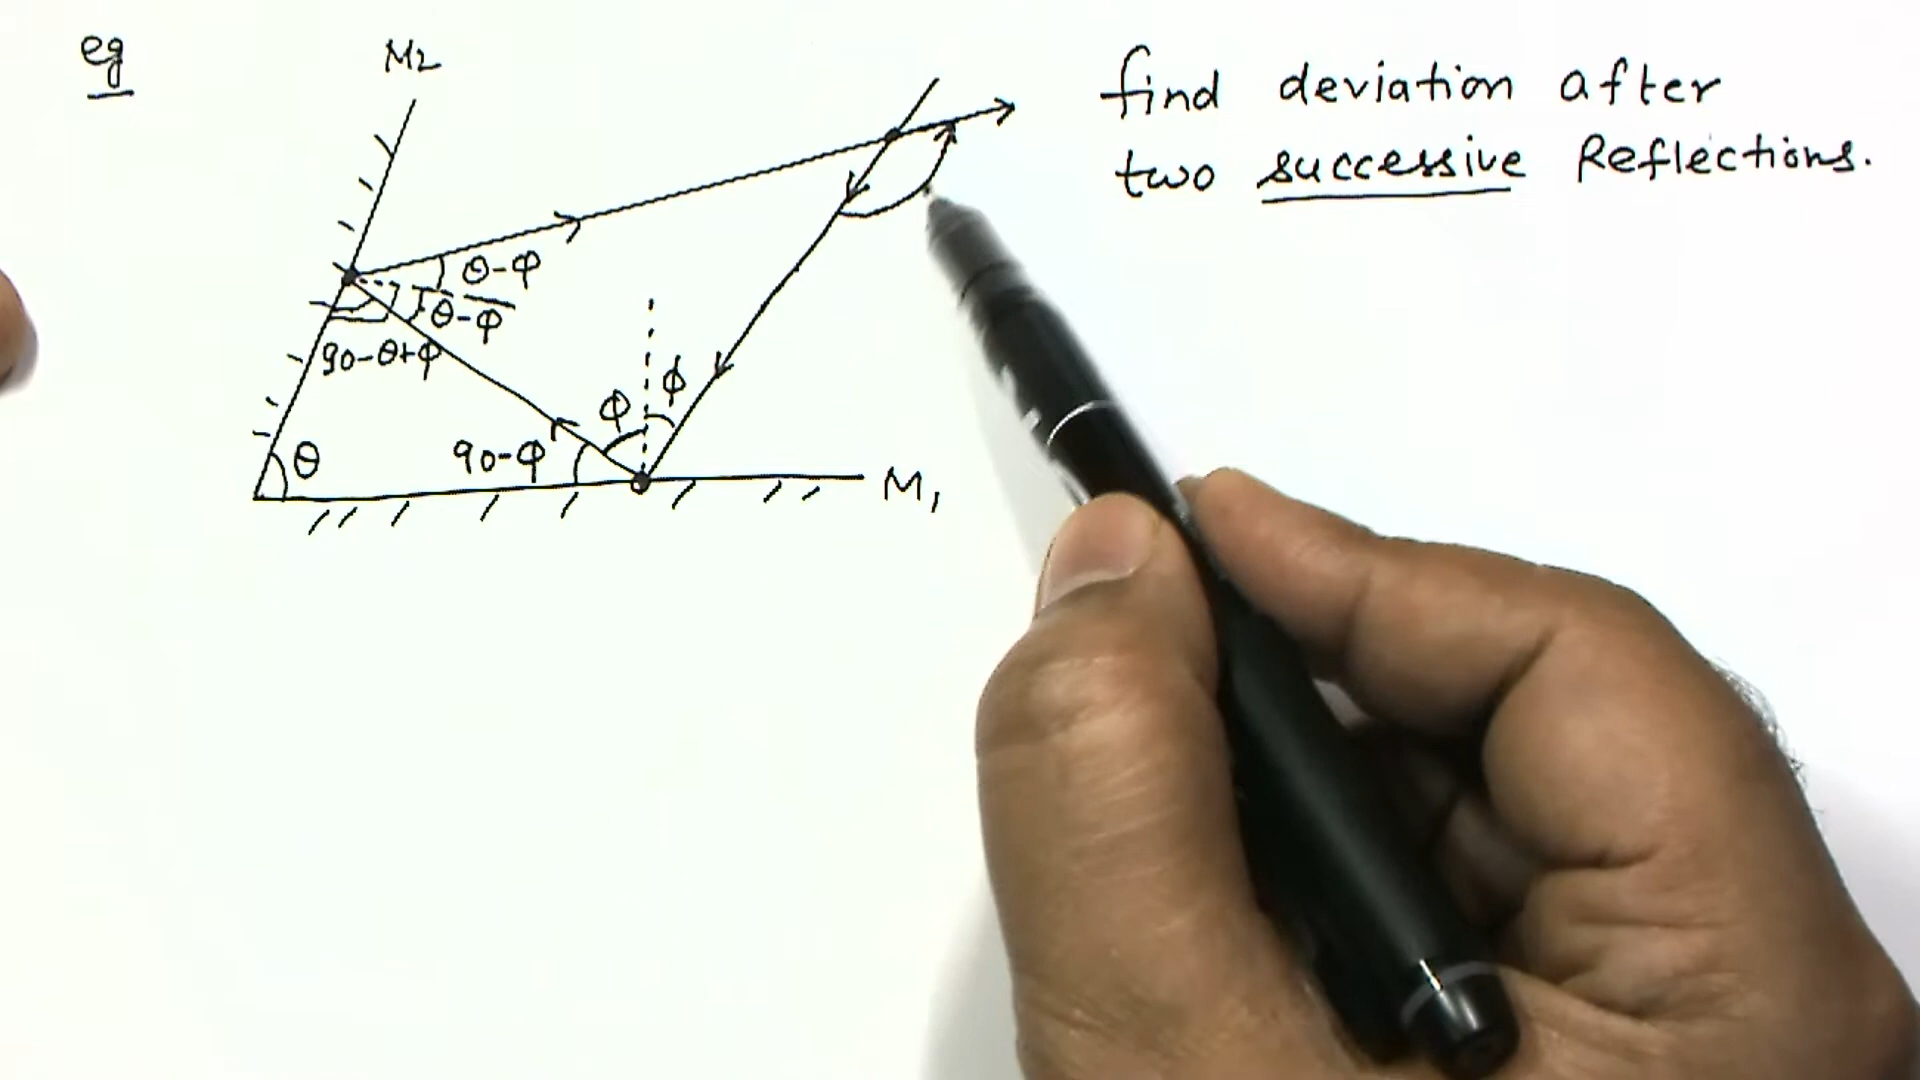 eg
M2
find deviation after
two successive Reflections.
θ-φ
θ-φ
90-θ+φ
φ
φ
90-φ
θ
M1